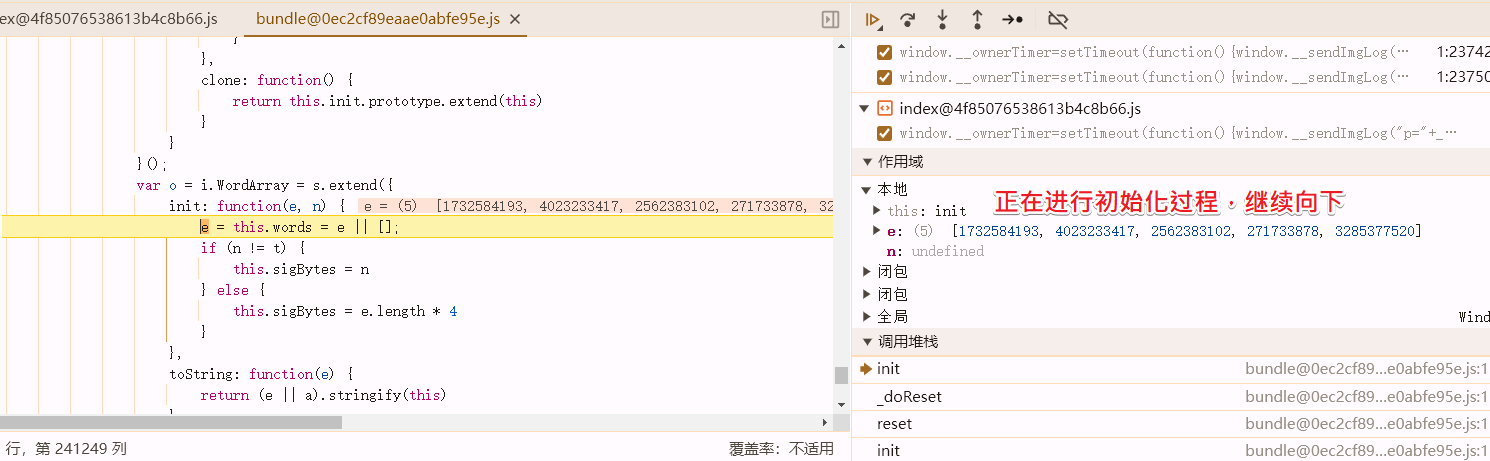 ex@4f85076538613b4c8b66.js
bundle@0ec2cf89eaae0abfe95e.js ×
}
},
clone: function() {
return this.init.prototype.extend(this)
}
}
}();
var o = i.WordArray = s.extend({
init: function(e, n) { e = (5) [1732584193, 4023233417, 2562383102, 271733878, 32
e = this.words = e || [];
if (n != t) {
this.sigBytes = n
} else {
this.sigBytes = e.length * 4
}
},
toString: function(e) {
return (e || a).stringify(this)
行，第 241249 列
覆盖率：不适用
window.__ownerTimer=setTimeout(function(){window.__sendImgLog(… 1:23742
window.__ownerTimer=setTimeout(function(){window.__sendImgLog(… 1:23750
index@4f85076538613b4c8b66.js
window.__ownerTimer=setTimeout(function(){window.__sendImgLog("p="+_…
作用域
本地
this: init
正在进行初始化过程，继续向下
e: (5) [1732584193, 4023233417, 2562383102, 271733878, 3285377520]
n: undefined
闭包
闭包
全局 Wind
调用堆栈
init bundle@0ec2cf89...e0abfe95e.js:1
_doReset bundle@0ec2cf89...e0abfe95e.js:1
reset bundle@0ec2cf89...e0abfe95e.js:1
init bundle@0ec2cf89...e0abfe95e.js:1